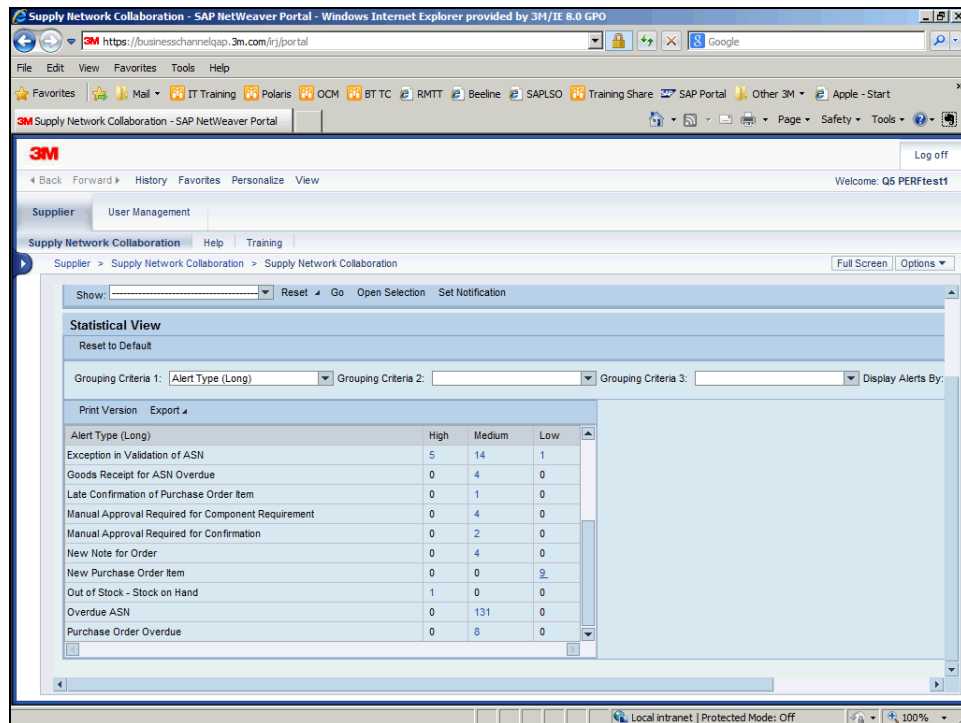 Supply Network Collaboration - SAP NetWeaver Portal - Windows Internet Explorer provided by 3M/IE 8.0 GPO
3M https://businesschannelqap.3m.com/irj/portal Google
File Edit View Favorites Tools Help
Favorites Mail IT Training Polaris OCM BT TC RMTT Beeline SAPLSO Training Share SAP Portal Other 3M Apple - Start »
3M Supply Network Collaboration - SAP NetWeaver Portal Page Safety Tools
3M Log off
Back Forward History Favorites Personalize View Welcome: Q5 PERFtest1
Supplier User Management
Supply Network Collaboration Help Training
Supplier > Supply Network Collaboration > Supply Network Collaboration Full Screen Options
Show: Reset Go Open Selection Set Notification
Statistical View
Reset to Default
Grouping Criteria 1: Alert Type (Long) Grouping Criteria 2: Grouping Criteria 3: Display Alerts By:
Print Version Export
Alert Type (Long) High Medium Low
Exception in Validation of ASN 5 14 1
Goods Receipt for ASN Overdue 0 4 0
Late Confirmation of Purchase Order Item 0 1 0
Manual Approval Required for Component Requirement 0 4 0
Manual Approval Required for Confirmation 0 2 0
New Note for Order 0 4 0
New Purchase Order Item 0 0 9
Out of Stock - Stock on Hand 1 0 0
Overdue ASN 0 131 0
Purchase Order Overdue 0 8 0
Local intranet | Protected Mode: Off 100%